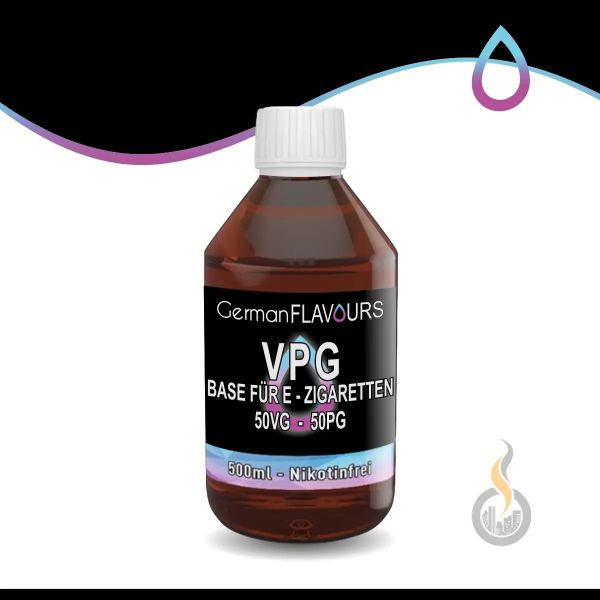 GermanFLAVOURS
VPG
BASE FÜR E - ZIGARETTEN
50VG - 50PG
500ml - Nikotinfrei